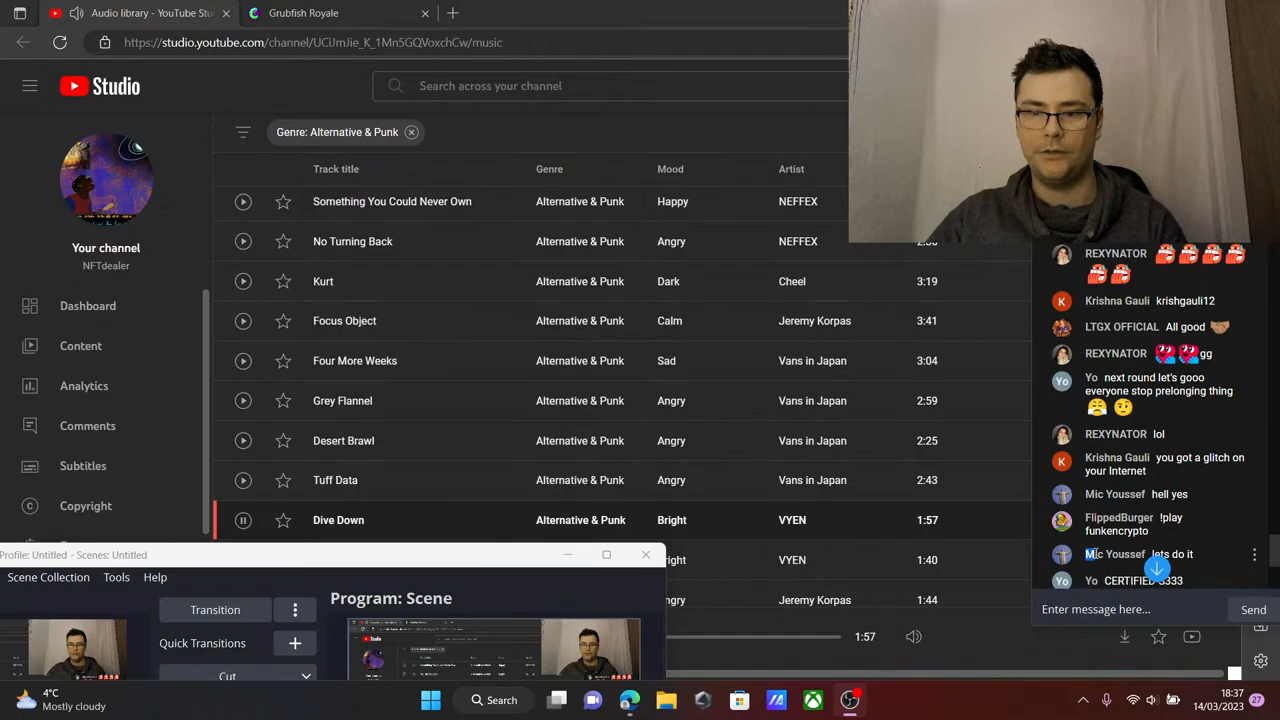 Audio library - YouTube Stu
Grubfish Royale
https://studio.youtube.com/channel/UCiJmJie_K_1Mn5GQVoxchCw/music
Studio
Search across your channel
Your channel
NFTdealer
Dashboard
Content
Analytics
Comments
Subtitles
Copyright
Genre: Alternative & Punk
Track title Genre Mood Artist
Something You Could Never Own Alternative & Punk Happy NEFFEX
No Turning Back Alternative & Punk Angry NEFFEX
Kurt Alternative & Punk Dark Cheel 3:19
Focus Object Alternative & Punk Calm Jeremy Korpas 3:41
Four More Weeks Alternative & Punk Sad Vans in Japan 3:04
Grey Flannel Alternative & Punk Angry Vans in Japan 2:59
Desert Brawl Alternative & Punk Angry Vans in Japan 2:25
Tuff Data Alternative & Punk Angry Vans in Japan 2:43
Dive Down Alternative & Punk Bright VYEN 1:57
VYEN 1:40
Jeremy Korpas 1:44
1:57
REXYNATOR
Krishna Gauli krishgauli12
LTGX OFFICIAL All good
REXYNATOR gg
Yo Yo next round let's gooo
everyone stop prelonging thing
REXYNATOR lol
K Krishna Gauli you got a glitch on
your Internet
Mic Youssef hell yes
FlippedBurger !play
funkencrypto
Mic Youssef lets do it
Yo Yo CERTIFIED
Enter message here...
Send
Profile: Untitled - Scenes: Untitled
Scene Collection Tools Help
Transition
Quick Transitions
Cut
Program: Scene
4°C
Mostly cloudy
Search
18:37
14/03/2023
27